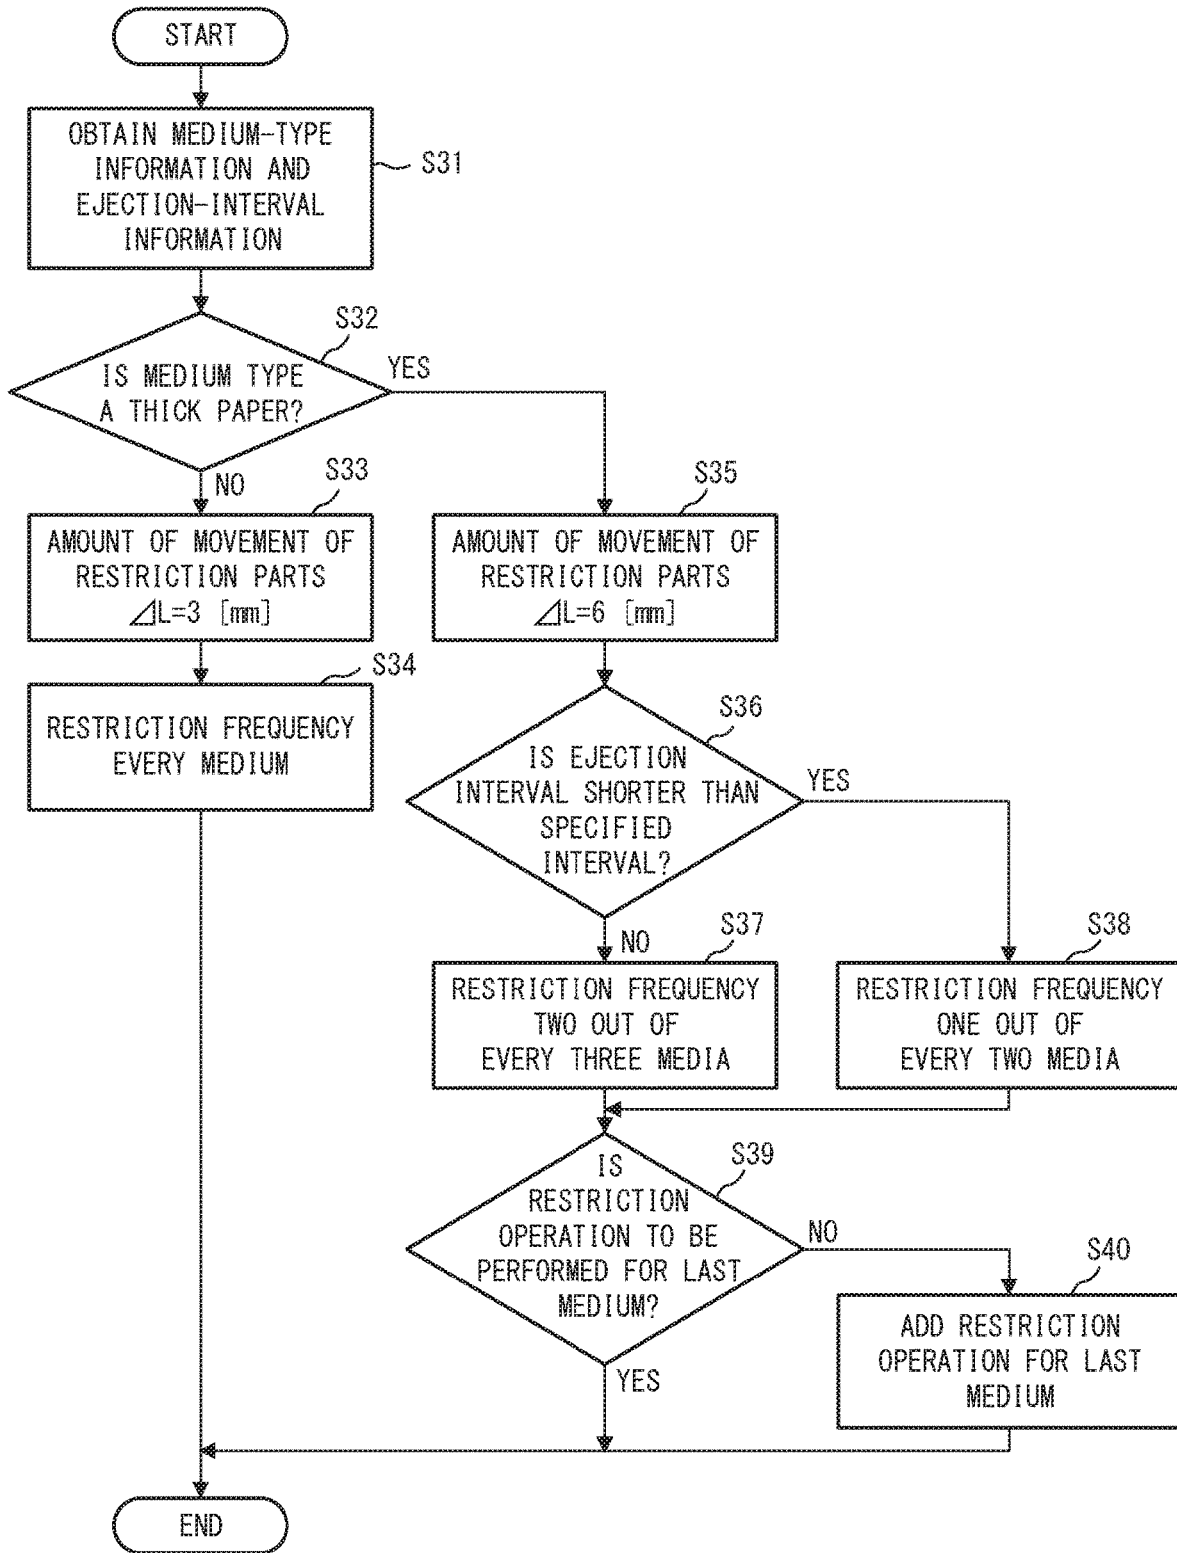 START
OBTAIN MEDIUM-TYPE
INFORMATION AND
EJECTION-INTERVAL
INFORMATION
S31
S32
IS MEDIUM TYPE
A THICK PAPER?
YES
NO
S33
AMOUNT OF MOVEMENT OF
RESTRICTION PARTS
⊿L=3 [mm]
S34
RESTRICTION FREQUENCY
EVERY MEDIUM
S35
AMOUNT OF MOVEMENT OF
RESTRICTION PARTS
⊿L=6 [mm]
S36
IS EJECTION
INTERVAL SHORTER THAN
SPECIFIED
INTERVAL?
YES
NO
S37
RESTRICTION FREQUENCY
TWO OUT OF
EVERY THREE MEDIA
S38
RESTRICTION FREQUENCY
ONE OUT OF
EVERY TWO MEDIA
S39
IS
RESTRICTION
OPERATION TO BE
PERFORMED FOR LAST
MEDIUM?
NO
YES
S40
ADD RESTRICTION
OPERATION FOR LAST
MEDIUM
END